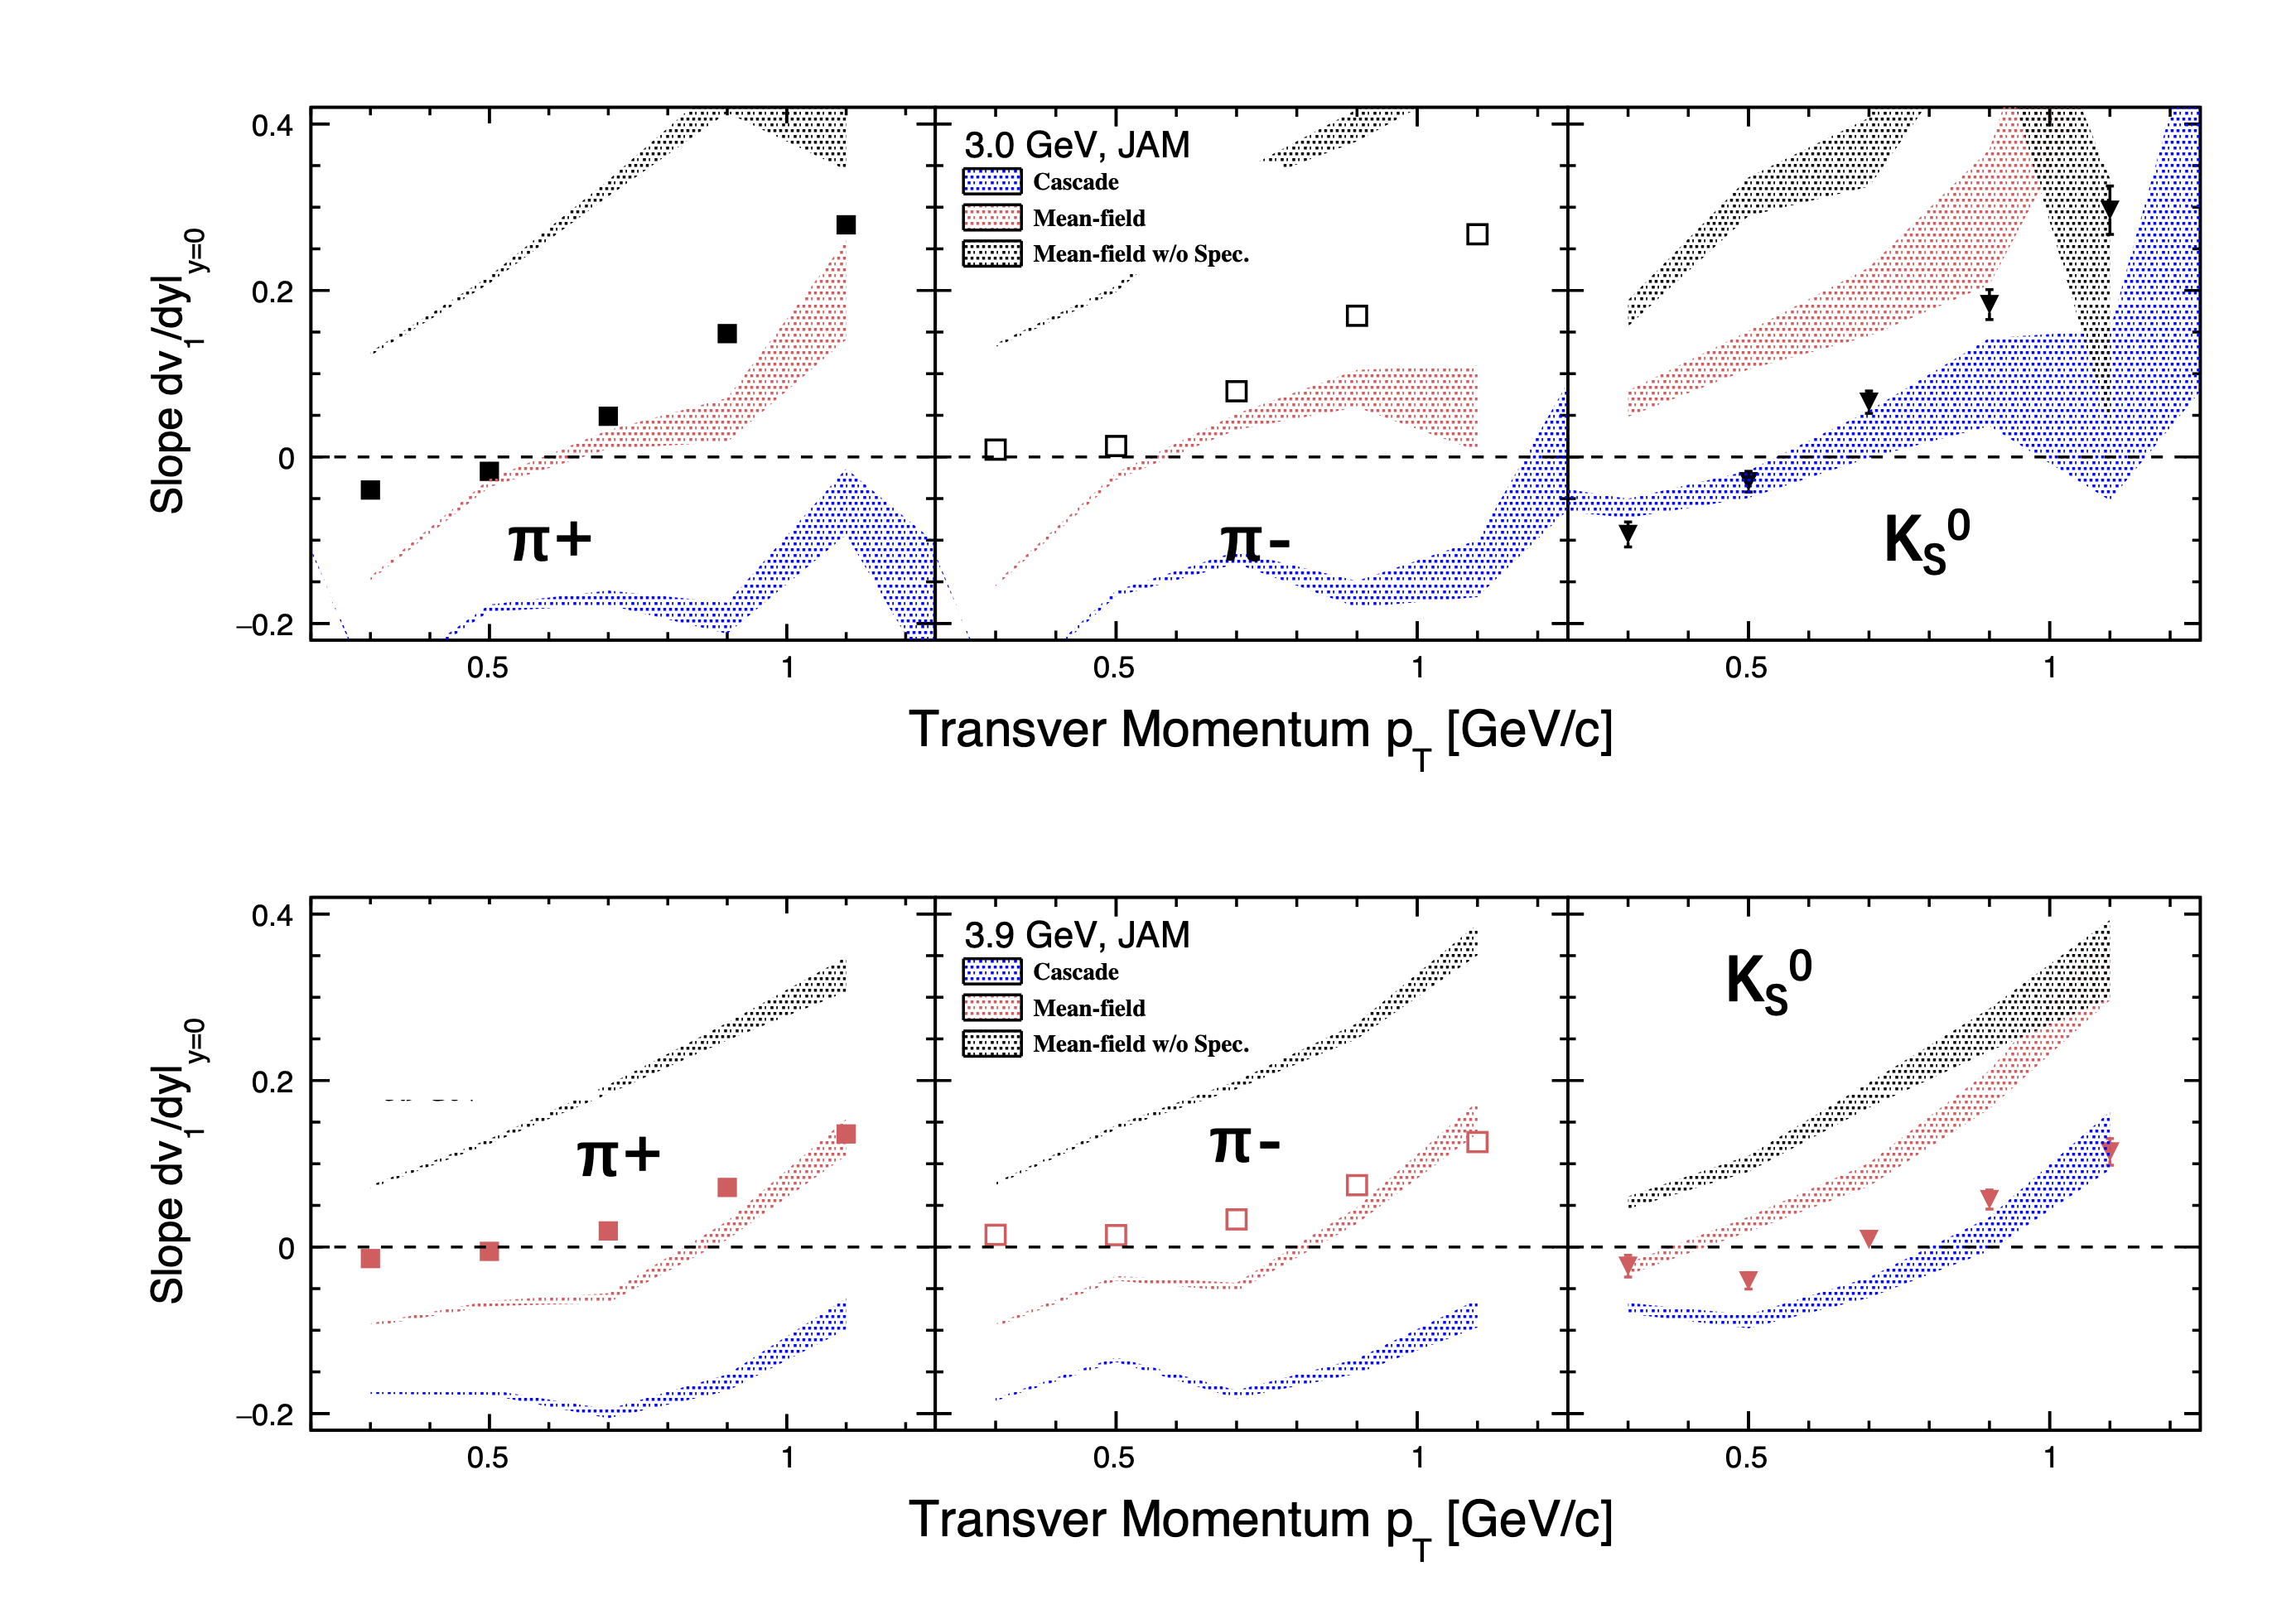 0.4
0.2
0
−0.2
Slope dv1/dy|y=0
3.0 GeV, JAM
Cascade
Mean-field
Mean-field w/o Spec.
π+
π-
KS0
0.5
1
0.5
1
0.5
1
Transver Momentum pT [GeV/c]
0.4
0.2
0
−0.2
Slope dv1/dy|y=0
3.9 GeV, JAM
Cascade
Mean-field
Mean-field w/o Spec.
KS0
π+
π-
0.5
1
0.5
1
0.5
1
Transver Momentum pT [GeV/c]